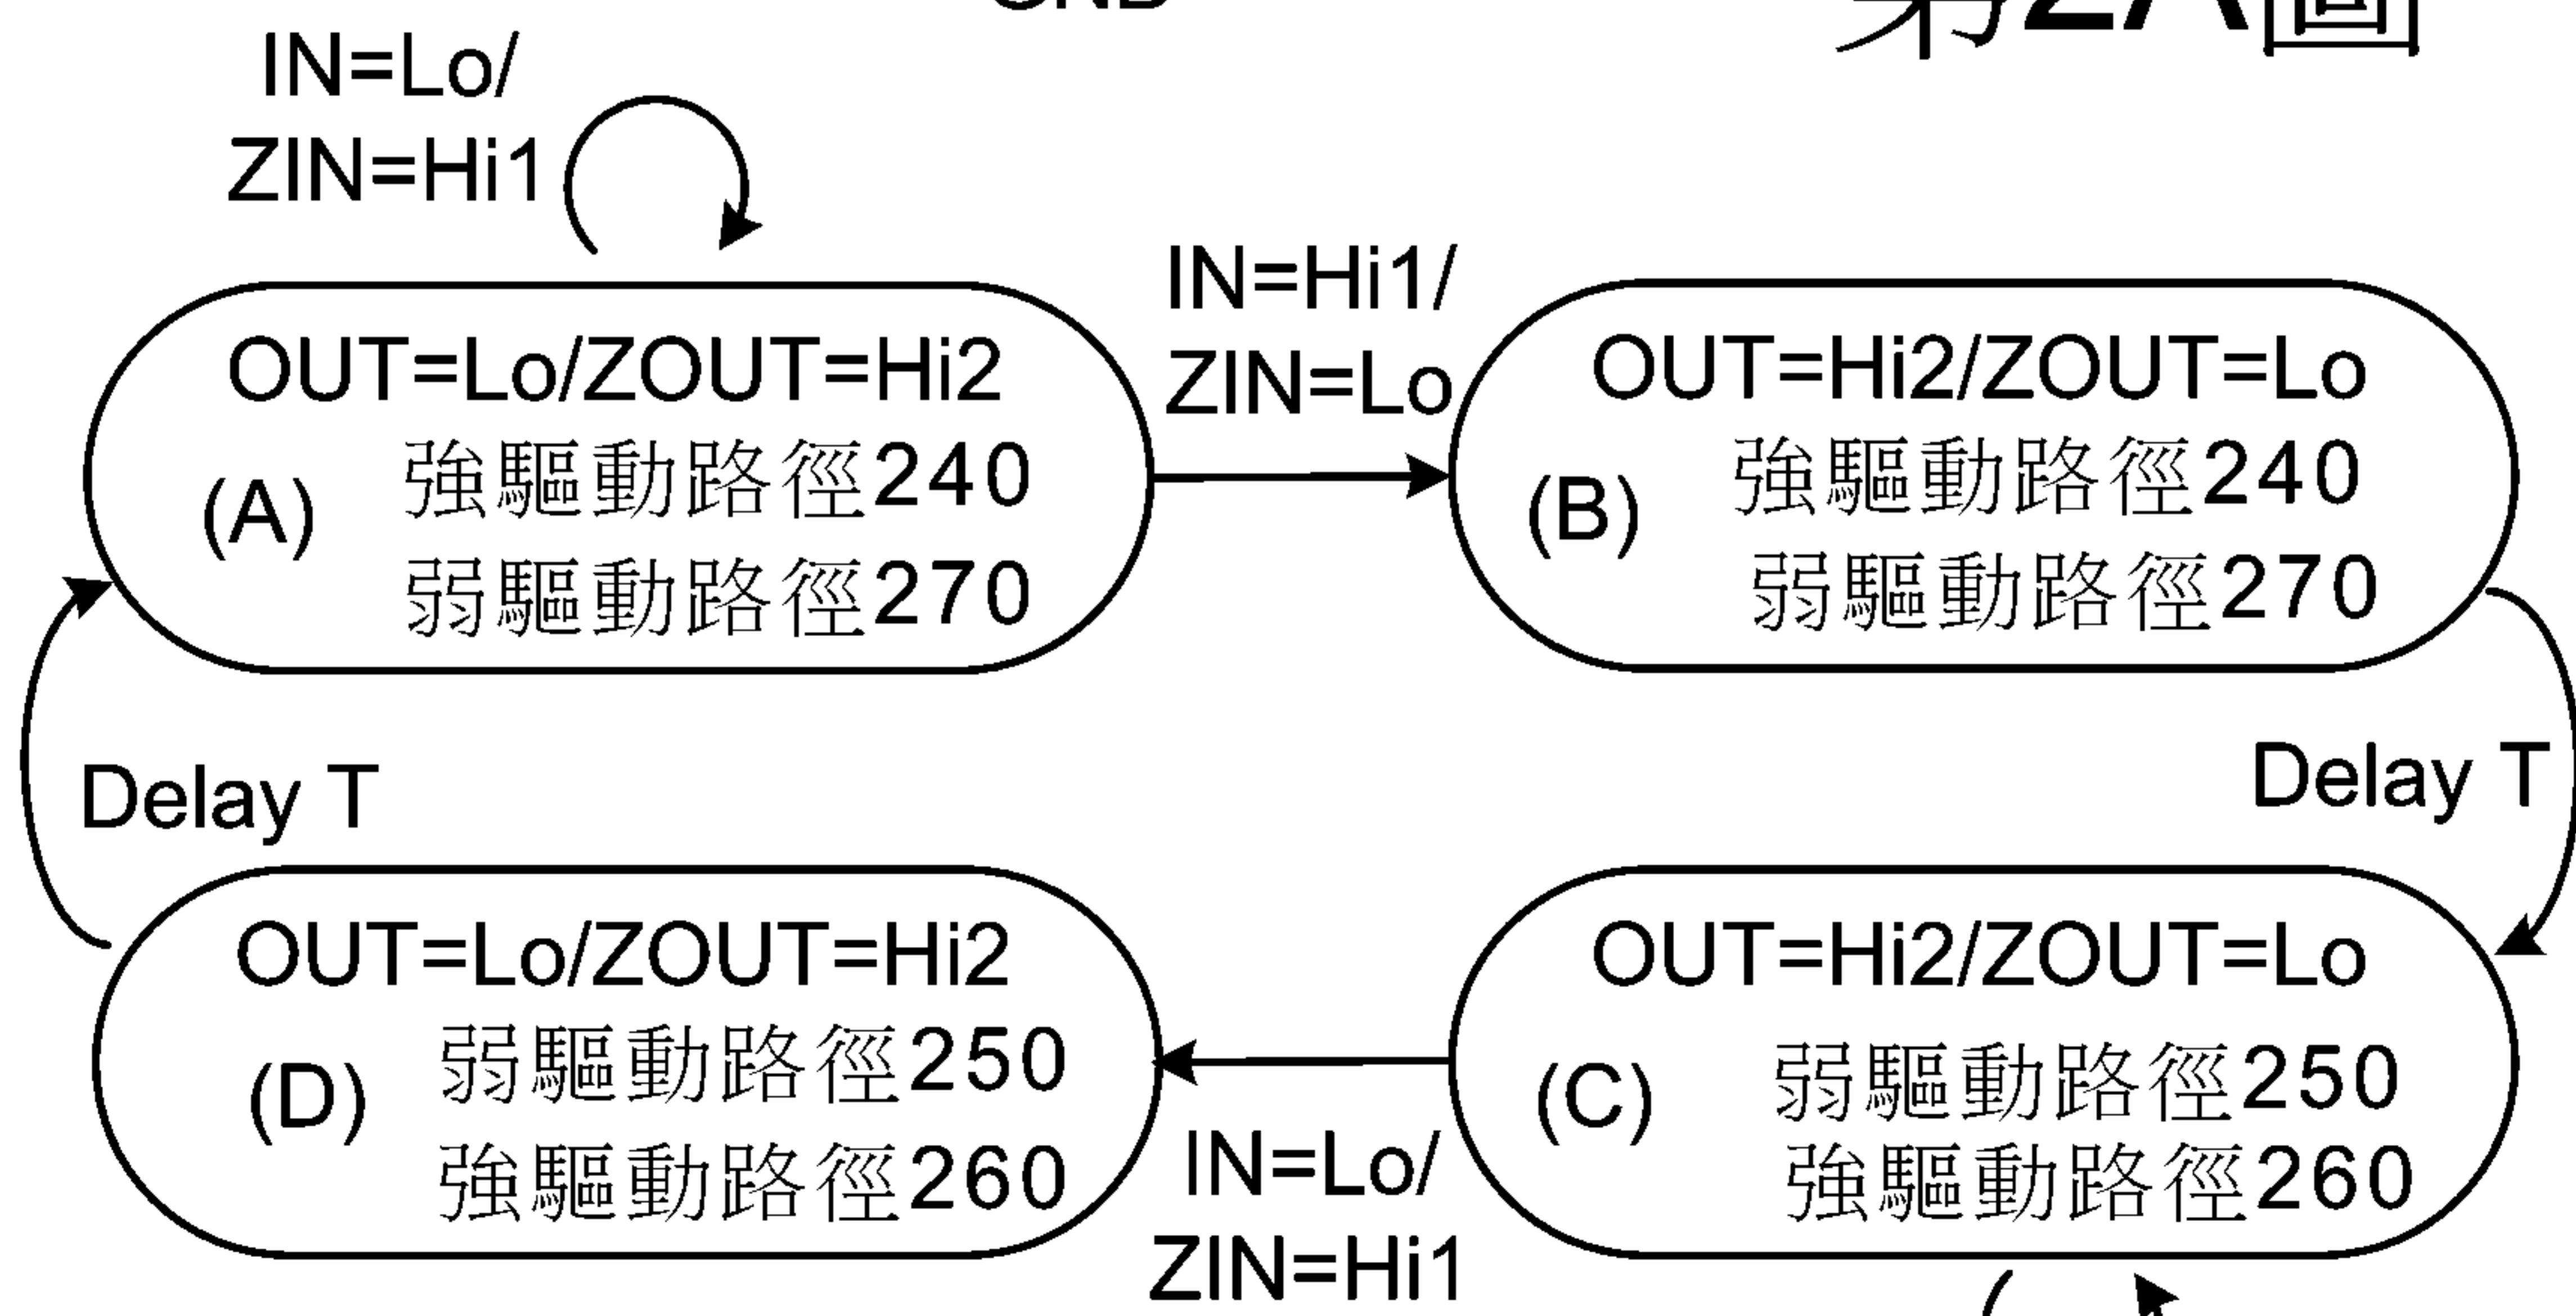 第2A圖
IN=Lo/
ZIN=Hi1
IN=Hi1/
ZIN=Lo
OUT=Lo/ZOUT=Hi2
(A)
強驅動路徑240
弱驅動路徑270
OUT=Hi2/ZOUT=Lo
(B)
強驅動路徑240
弱驅動路徑270
Delay T
Delay T
OUT=Lo/ZOUT=Hi2
(D)
弱驅動路徑250
強驅動路徑260
OUT=Hi2/ZOUT=Lo
(C)
弱驅動路徑250
強驅動路徑260
IN=Lo/
ZIN=Hi1